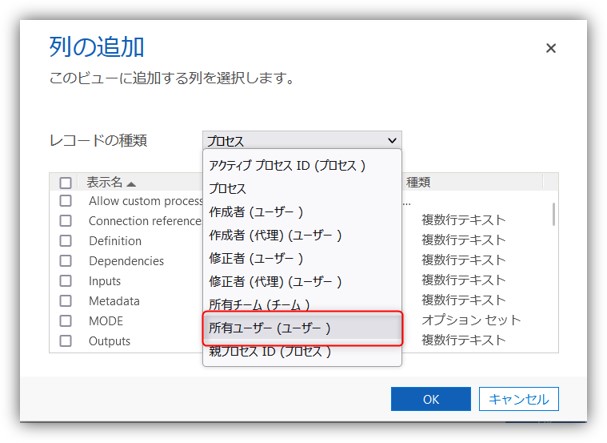 列の追加
このビューに追加する列を選択します。
レコードの種類
プロセス
アクティブ プロセス ID (プロセス )
プロセス
作成者 (ユーザー )
作成者 (代理) (ユーザー )
修正者 (ユーザー )
修正者 (代理) (ユーザー )
所有チーム (チーム )
所有ユーザー (ユーザー )
親プロセス ID (プロセス )
表示名 種類
Allow custom process ...
Connection references 複数行テキスト
Definition 複数行テキスト
Dependencies 複数行テキスト
Inputs 複数行テキスト
Metadata 複数行テキスト
MODE オプション セット
Outputs 複数行テキスト
OK キャンセル